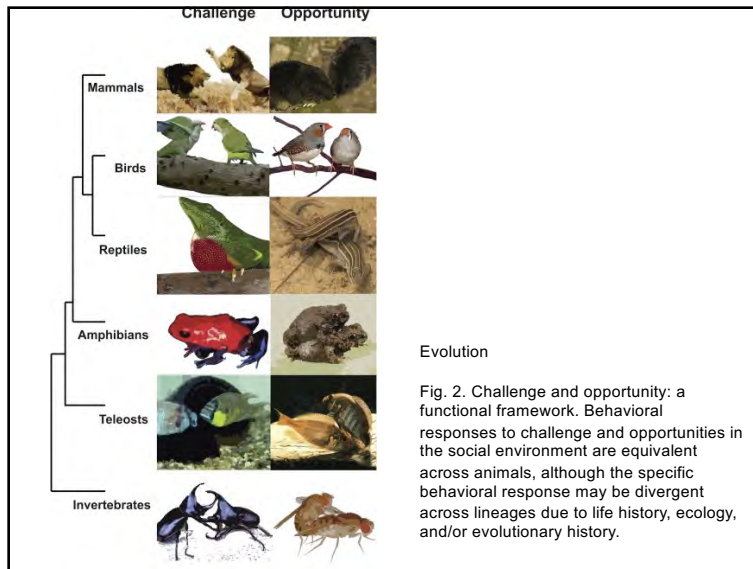 Challenge Opportunity
Mammals
Birds
Reptiles
Amphibians
Teleosts
Invertebrates
Evolution
Fig. 2. Challenge and opportunity: a
functional framework. Behavioral
responses to challenge and opportunities in
the social environment are equivalent
across animals, although the specific
behavioral response may be divergent
across lineages due to life history, ecology,
and/or evolutionary history.